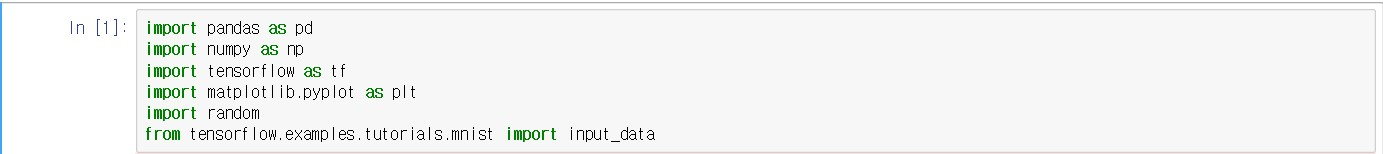 In [1]:
import pandas as pd
import numpy as np
import tensorflow as tf
import matplotlib.pyplot as plt
import random
from tensorflow.examples.tutorials.mnist import input_data